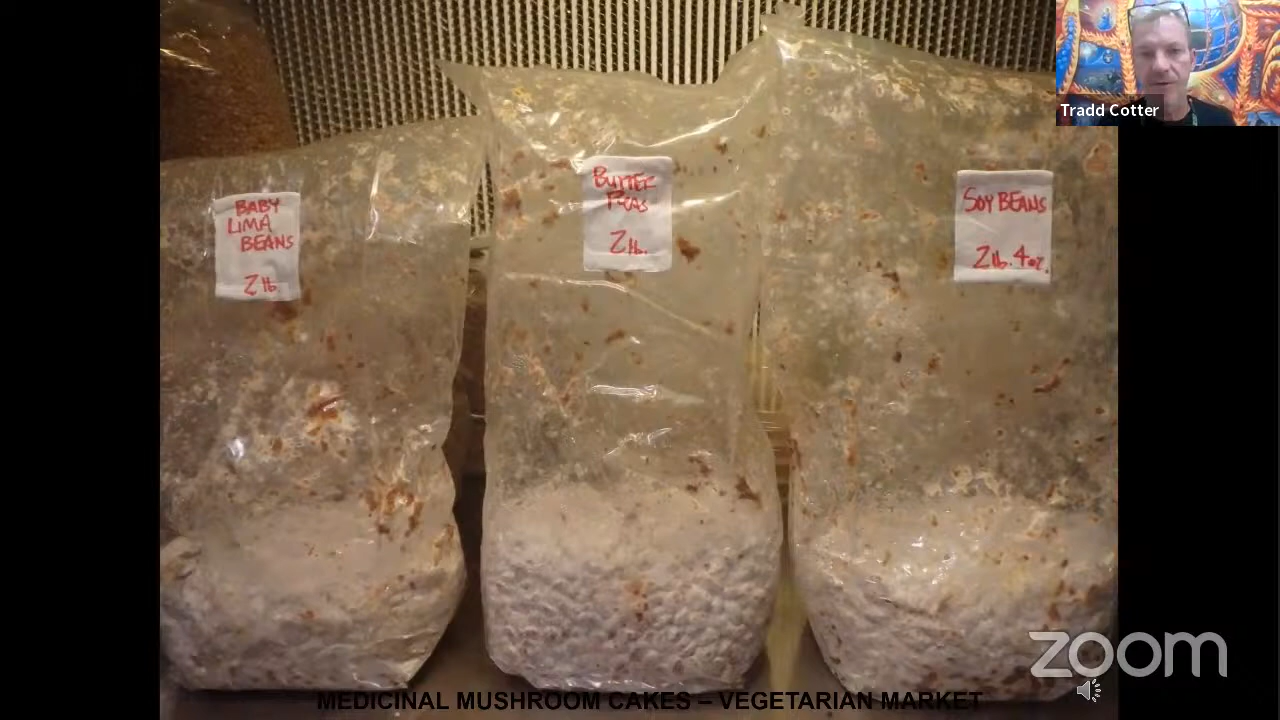 Tradd Cotter
BABY
LIMA
BEANS
2 lb
BUTTER
PEAS
2 lb.
SOY BEANS
2 lb. 4 oz.
zoom
MEDICINAL MUSHROOM CAKES – VEGETARIAN MARKET